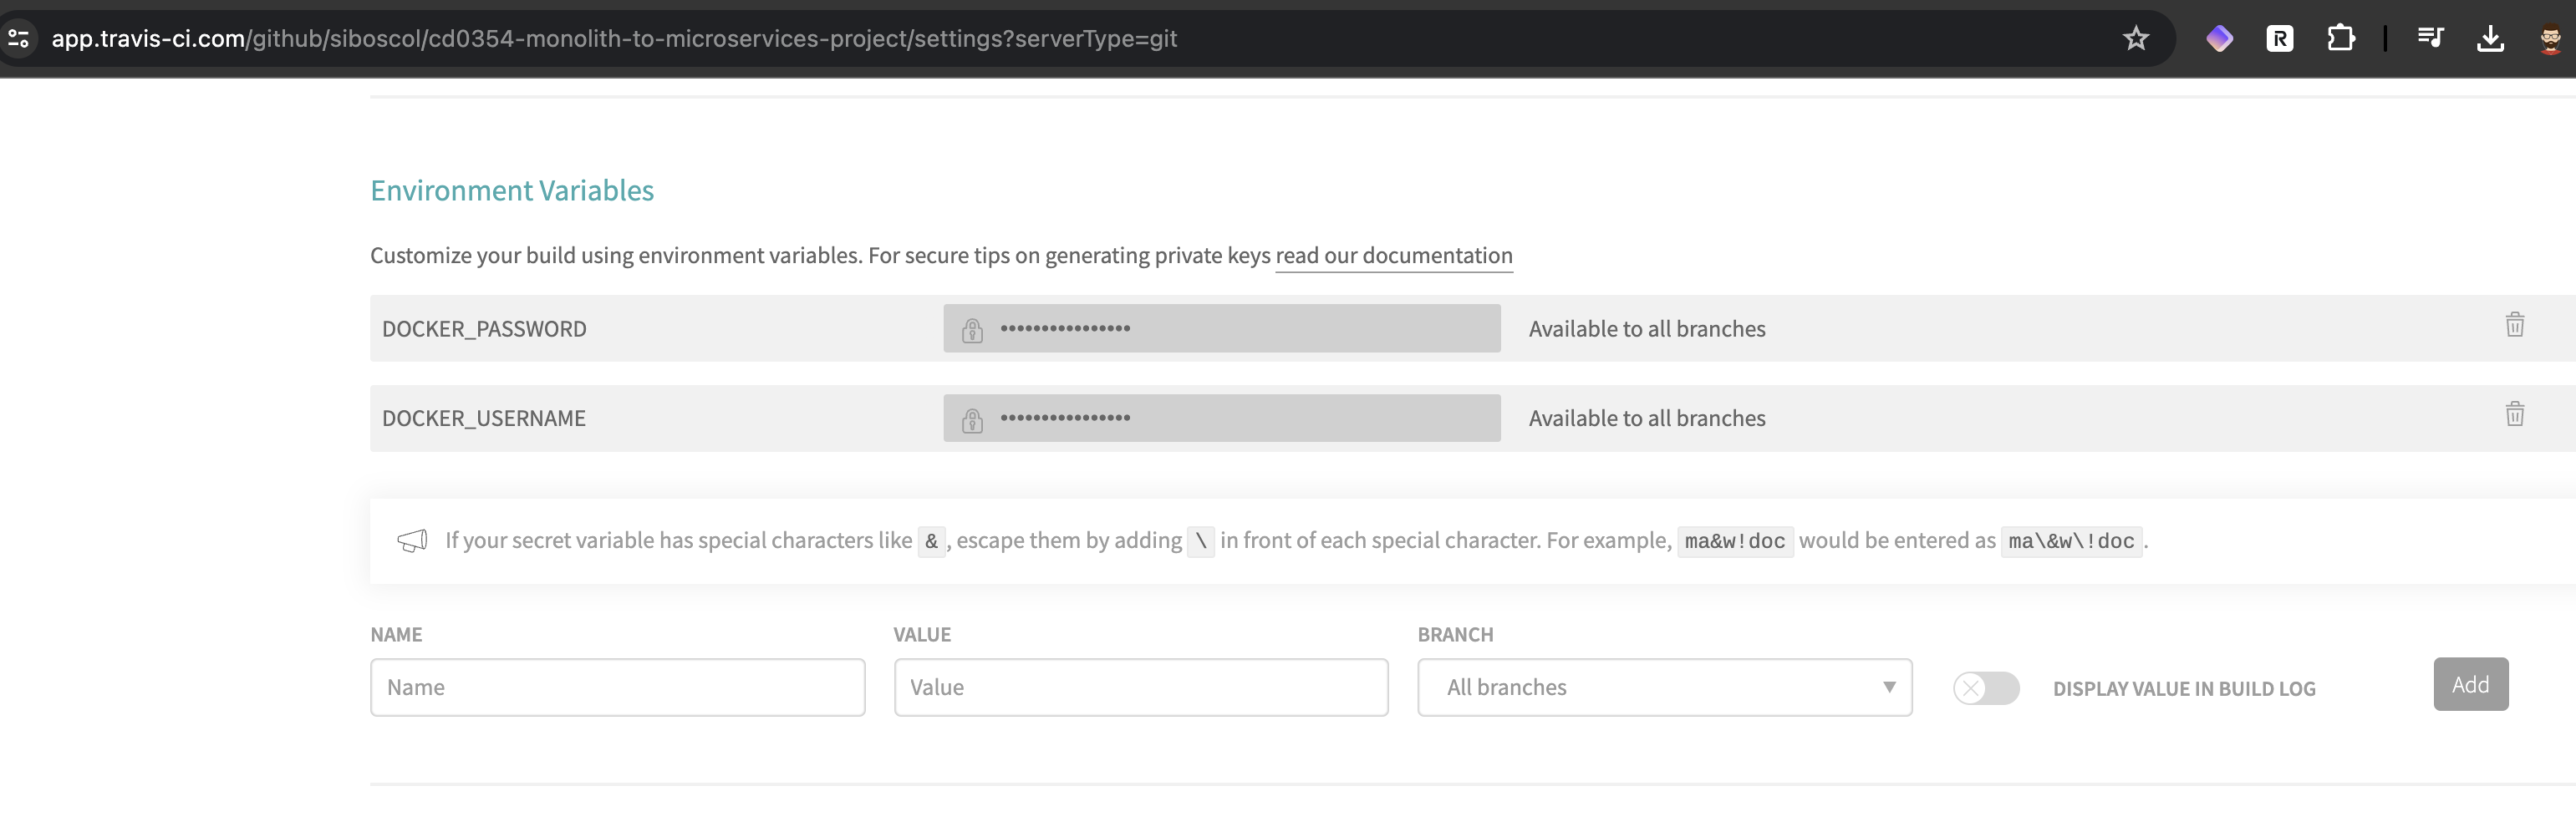 app.travis-ci.com/github/siboscol/cd0354-monolith-to-microservices-project/settings?serverType=git
Environment Variables
Customize your build using environment variables. For secure tips on generating private keys read our documentation
DOCKER_PASSWORD •••••••••••••••• Available to all branches
DOCKER_USERNAME •••••••••••••••• Available to all branches
If your secret variable has special characters like &, escape them by adding \ in front of each special character. For example, ma&w!doc would be entered as ma\&w\!doc.
NAME VALUE BRANCH
Name Value All branches DISPLAY VALUE IN BUILD LOG Add